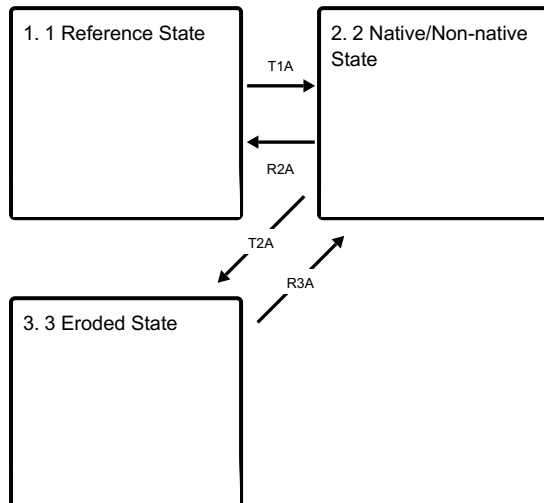 1. 1 Reference State
2. 2 Native/Non-native
State
T1A
R2A
T2A
R3A
3. 3 Eroded State